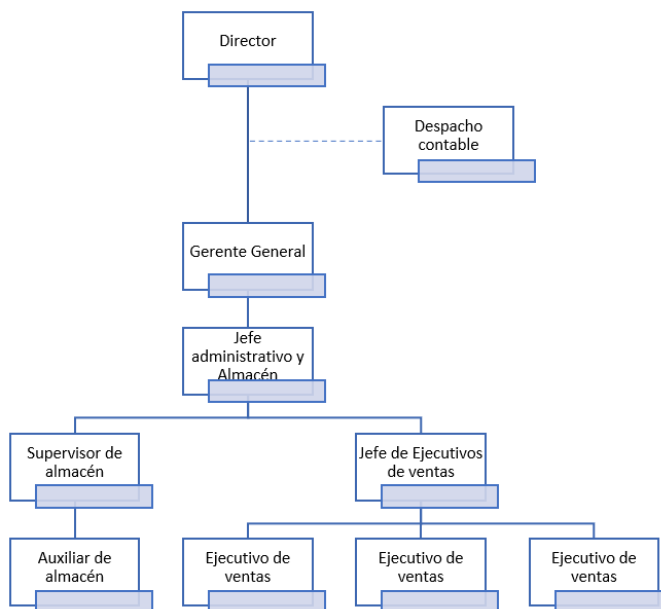 Director
Despacho
contable
Gerente General
Jefe
administrativo y
Almacén
Supervisor de
almacén
Jefe de Ejecutivos
de ventas
Auxiliar de
almacén
Ejecutivo de
ventas
Ejecutivo de
ventas
Ejecutivo de
ventas